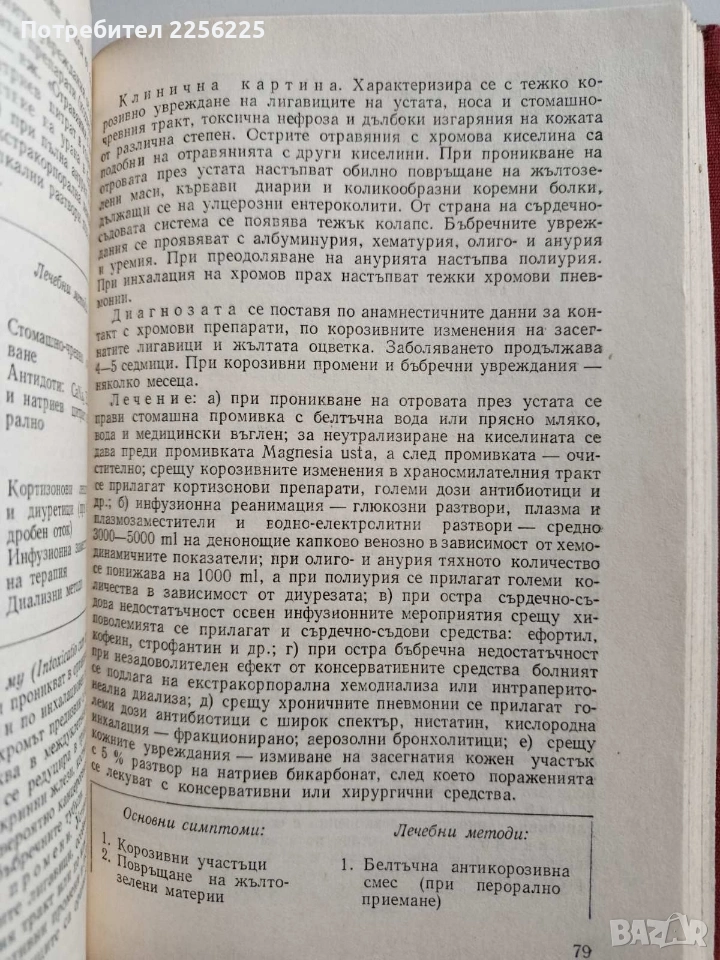 Потребител 2256225
Клинична картина. Характеризира се с тежко ко-
розивно увреждане на лигавиците на устата, носа и стомашно-
чревния тракт, токсична нефроза и дълбоки изгаряния на кожата
от различна степен. Острите отравяния с хромова киселина са
подобни на отравянията с други киселини. При проникване на
отровата през устата настъпват обилно повръщане на жълтозе-
лени маси, кървави диарии и коликообразни коремни болки,
дължащи се на улцерозни ентероколити. От страна на сърдечно-
съдовата система се появява тежък колапс. Бъбречните увреж-
дания се проявяват с албуминурия, хематурия, олиго- и анурия
и уремия. При преодоляване на анурията настъпва полиурия.
При инхалация на хромов прах настъпват тежки хромови пнев-
монии.
Диагнозата се поставя по анамнестичните данни за кон-
такт с хромови препарати, по корозивните изменения на засег-
натите лигавици и жълтата оцветка. Заболяването продължава
4—5 седмици. При корозивни промени и бъбречни увреждания —
няколко месеца.
Лечение: а) при проникване на отровата през устата се
прави стомашна промивка с белтъчна вода или прясно мляко,
вода и медицински въглен; за неутрализиране на киселината се
дава преди промивката Magnesia usta, а след промивката — очи-
стително; срещу корозивните изменения в храносмилателния тракт
се прилагат кортизонови препарати, големи дози антибиотици и
др.; б) инфузионна реанимация — глюкозни разтвори, плазма и
плазмозаместители и водно-електролитни разтвори — средно
3000—5000 ml на денонощие капково венозно в зависимост от хемо-
динамичните показатели; при олиго- и анурия тяхното количество
се понижава на 1000 ml, а при полиурия се прилагат големи ко-
личества в зависимост от диурезата; в) при остра сърдечно-съ-
дова недостатъчност освен инфузионните мероприятия срещу хи-
поволемията се прилагат и сърдечно-съдови средства: ефортил,
кофеин, строфантин и др.; г) при остра бъбречна недостатъчност
при незадоволителен ефект от консервативните средства болният
се подлага на екстракорпорална хемодиализа или интраперито-
неална диализа; д) срещу хроничните пневмонии се прилагат го-
леми дози антибиотици с широк спектър, нистатин, кислородна
инхалация — фракционирано; аерозолни бронхолитици; е) срещу
кожните увреждания — измиване на засегнатия кожен участък
с 5 % разтвор на натриев бикарбонат, след което пораженията
се лекуват с консервативни или хирургични средства.
Основни симптоми:
1. Корозивни участъци
2. Повръщане на жълто-
зелени материи
Лечебни методи:
1. Белтъчна антикорозивна
смес (при перорално
приемане)
79
Лечебни
Стомашно-
ване
Антидоти:
и натриев
рално
Кортизонови
и диуретици
дробен оток)
Инфузионна
на терапия
Диализни
му (Intoxicatio
BAZAR